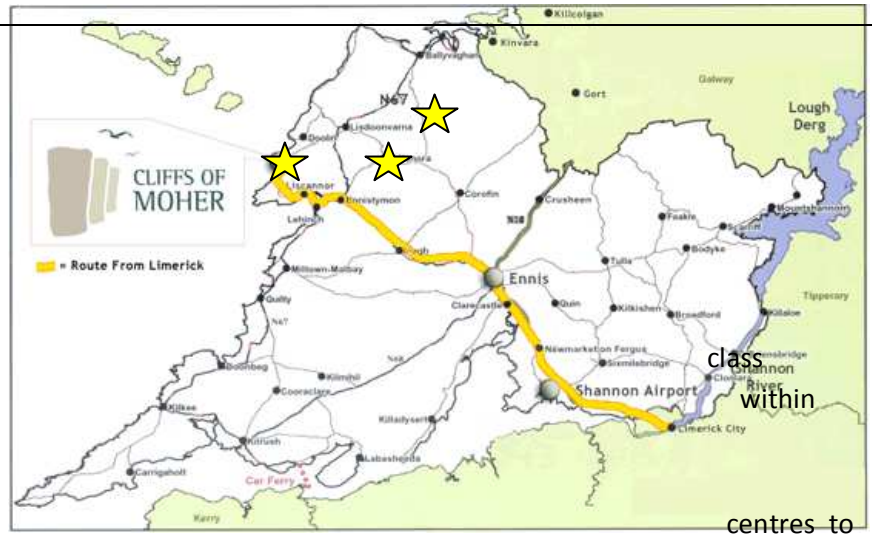 Killcolgan
Kinvara
Ballyvaghan
Galway
Gort
N67
Lough
Derg
Lisdoonvarna
Doolin
CLIFFS OF
MOHER
Liscannor
Corofin
Crusheen
Mountshannon
Lahinch
Ennistymon
N18
Feakle
Scarriff
Bodyke
Tulla
= Route From Limerick
Miltown-Malbay
Ennis
Quilty
Clarecastle
Quin
Kilkishen
Broadford
Killaloe
Tipperary
N67
Newmarket on Fergus
Sixmilebridge
class
Doonbeg
N68
Shannon
River
Kilmihil
Cooraclare
Shannon Airport
within
Kilkee
Killadysert
Limerick City
Kilrush
Labasheeda
Carrigaholt
Car Ferry
Kerry
centres to